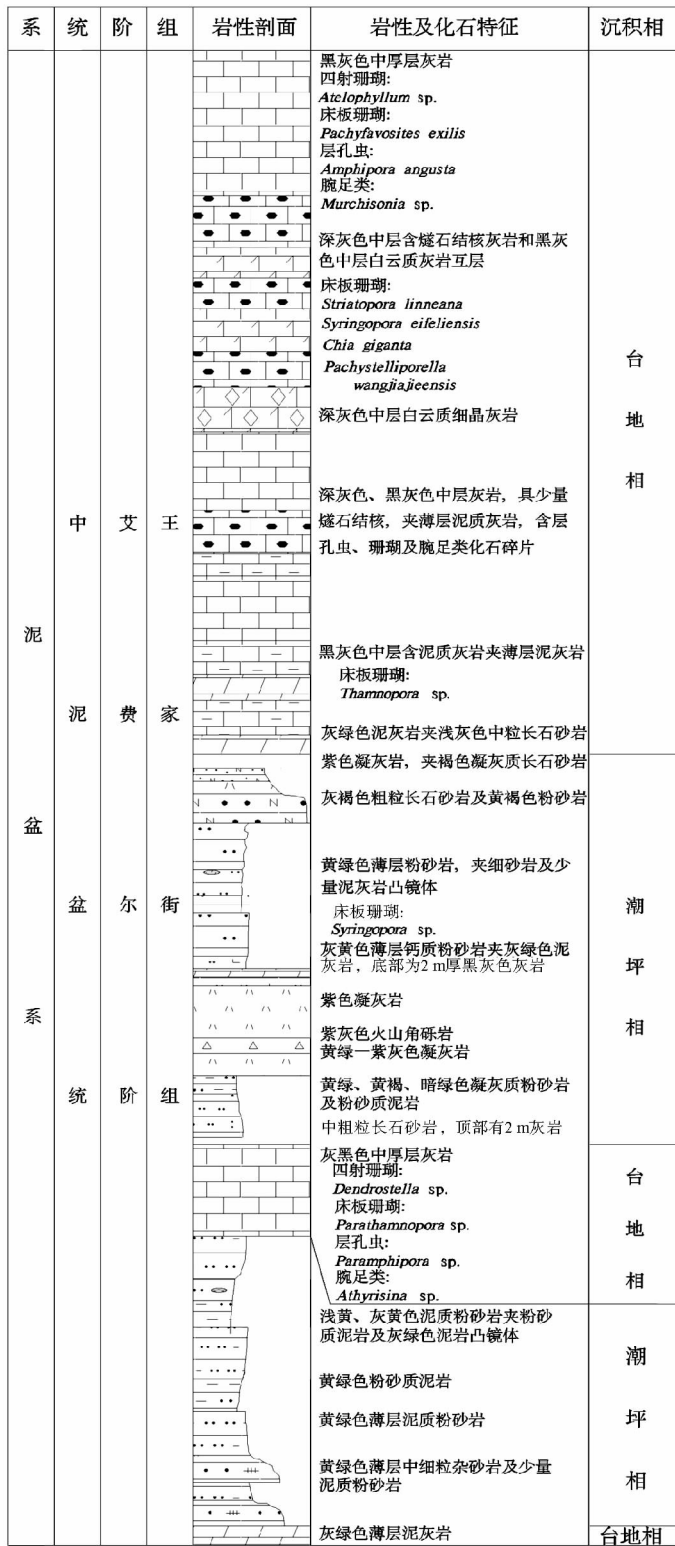 系 统 阶 组 岩性剖面 岩性及化石特征 沉积相
泥
盆
系
中
泥
盆
统
艾
费
尔
阶
王
家
街
组
黑灰色中厚层灰岩
四射珊瑚:
Atelophyllum sp.
床板珊瑚:
Pachyfavosites exilis
层孔虫:
Amphipora angusta
腕足类:
Murchisonia sp.
深灰色中层含燧石结核灰岩和黑灰
色中层白云质灰岩互层
床板珊瑚:
Striatopora linneana
Syringopora eifeliensis
Chia giganta
Pachystelliporella
wangjiajieensis
深灰色中层白云质细晶灰岩
深灰色、黑灰色中层灰岩，具少量
燧石结核，夹薄层泥质灰岩，含层
孔虫、珊瑚及腕足类化石碎片
黑灰色中层含泥质灰岩夹薄层泥灰岩
床板珊瑚:
Thamnopora sp.
灰绿色泥灰岩夹浅灰色中粒长石砂岩
紫色凝灰岩，夹褐色凝灰质长石砂岩
灰褐色粗粒长石砂岩及黄褐色粉砂岩
黄绿色薄层粉砂岩，夹细砂岩及少
量泥灰岩凸镜体
床板珊瑚:
Syringopora sp.
灰黄色薄层钙质粉砂岩夹灰绿色泥
灰岩，底部为2 m厚黑灰色灰岩
紫色凝灰岩
紫灰色火山角砾岩
黄绿—紫灰色凝灰岩
黄绿、黄褐、暗绿色凝灰质粉砂岩
及粉砂质泥岩
中粗粒长石砂岩，顶部有2 m灰岩
灰黑色中厚层灰岩
四射珊瑚:
Dendrostella sp.
床板珊瑚:
Parathamnopora sp.
层孔虫:
Paramphipora sp.
腕足类:
Athyrisina sp.
浅黄、灰黄色泥质粉砂岩夹粉砂
质泥岩及灰绿色泥岩凸镜体
黄绿色粉砂质泥岩
黄绿色薄层泥质粉砂岩
黄绿色薄层中细粒杂砂岩及少量
泥质粉砂岩
灰绿色薄层泥灰岩
台
地
相
潮
坪
相
台
地
相
潮
坪
相
台地相